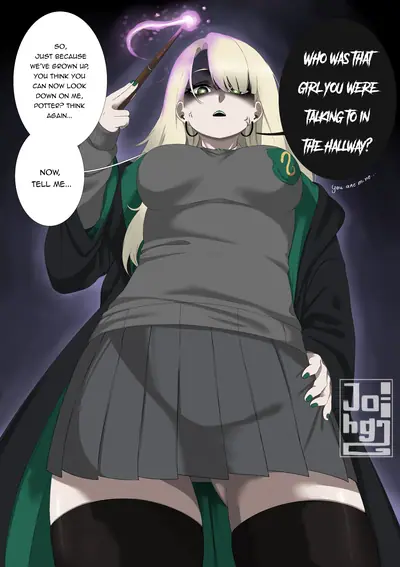 SO,
JUST BECAUSE
WE'VE GROWN UP,
YOU THINK YOU
CAN NOW LOOK
DOWN ON ME,
POTTER? THINK
AGAIN...
NOW,
TELL ME...
WHO WAS THAT
GIRL YOU WERE
TALKING TO IN
THE HALLWAY?
You are mine.
Joihgj